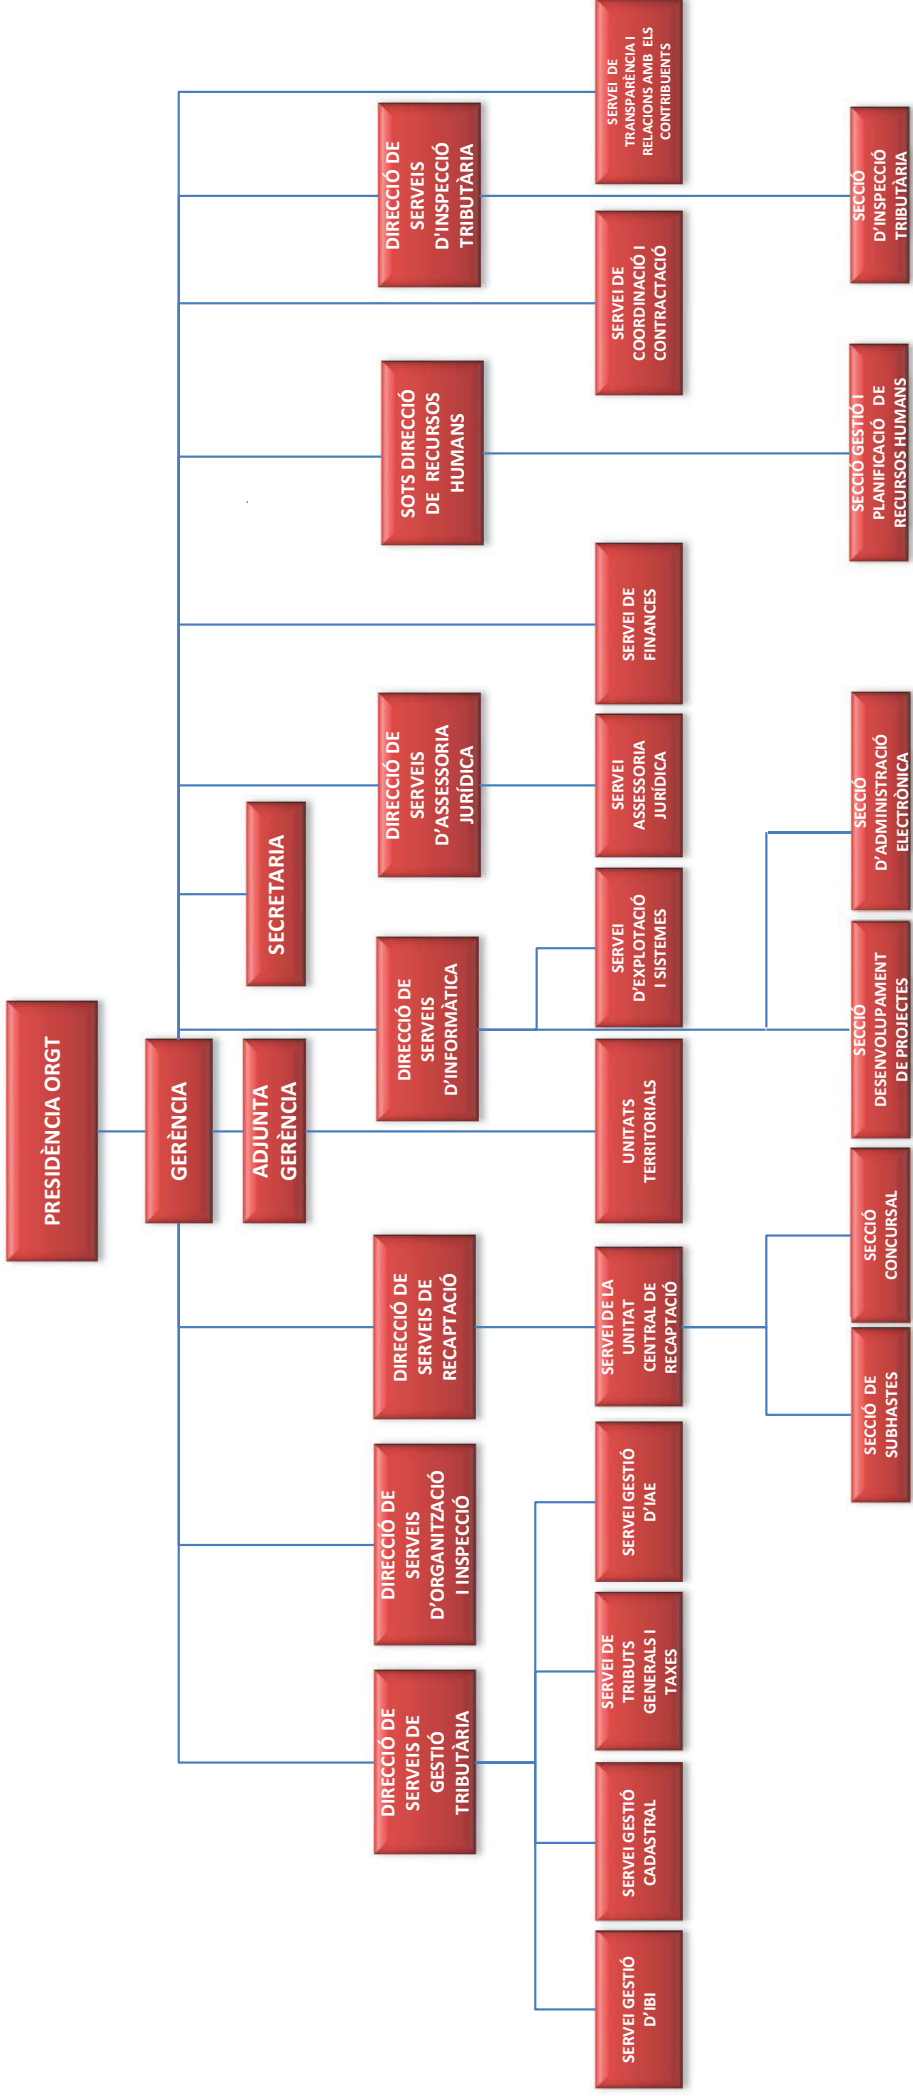 PRESIDÈNCIA ORGT
GERÈNCIA
ADJUNTA
GERÈNCIA
SECRETARIA
DIRECCIÓ DE
SERVEIS DE
GESTIÓ
TRIBUTÀRIA
DIRECCIÓ DE
SERVEIS
D'ORGANITZACIÓ
I INSPECCIÓ
DIRECCIÓ DE
SERVEIS DE
RECAPTACIÓ
DIRECCIÓ DE
SERVEIS
D'INFORMÀTICA
DIRECCIÓ DE
SERVEIS
D'ASSESSORIA
JURÍDICA
SOTS DIRECCIÓ
DE RECURSOS
HUMANS
DIRECCIÓ DE
SERVEIS
D'INSPECCIÓ
TRIBUTÀRIA
SERVEI GESTIÓ
D'IBI
SERVEI GESTIÓ
CADASTRAL
SERVEI DE
TRIBUTS
GENERALS I
TAXES
SERVEI GESTIÓ
D'IAE
SERVEI DE LA
UNITAT
CENTRAL DE
RECAPTACIÓ
UNITATS
TERRITORIALS
SERVEI
D'EXPLOTACIÓ
I SISTEMES
SERVEI
ASSESSORIA
JURÍDICA
SERVEI DE
FINANCES
SERVEI DE
COORDINACIÓ I
CONTRACTACIÓ
SERVEI DE
TRANSPARÈNCIA I
RELACIONS AMB ELS
CONTRIBUENTS
SECCIÓ DE
SUBHASTES
SECCIÓ
CONCURSAL
SECCIÓ
DESENVOLUPAMENT
DE PROJECTES
SECCIÓ
D'ADMINISTRACIÓ
ELECTRÒNICA
SECCIÓ GESTIÓ I
PLANIFICACIÓ DE
RECURSOS HUMANS
SECCIÓ
D'INSPECCIÓ
TRIBUTÀRIA